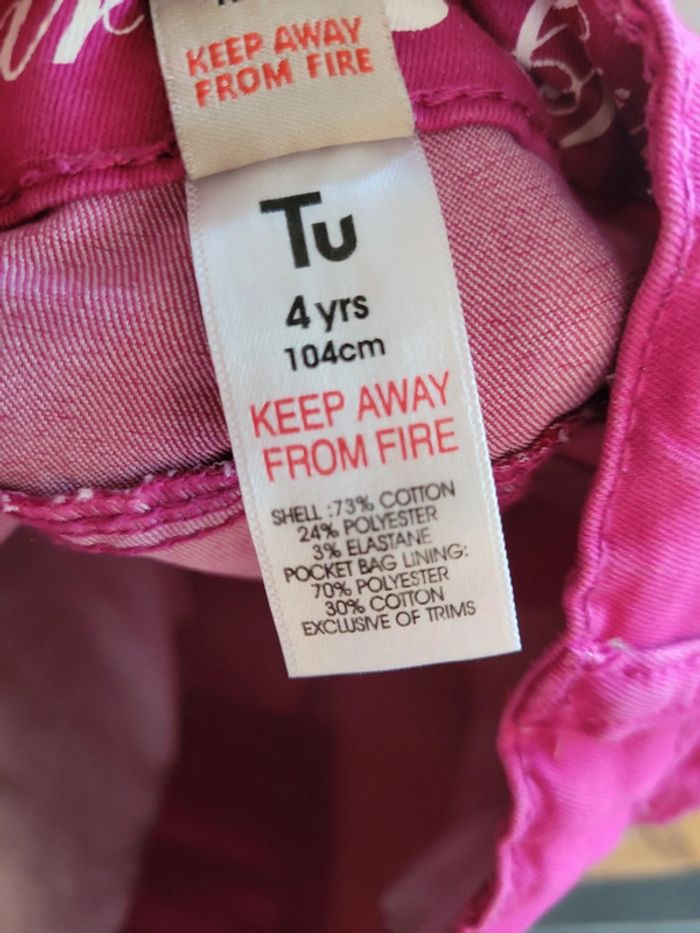 KEEP AWAY
FROM FIRE
Tu
4 yrs
104cm
KEEP AWAY
FROM FIRE
SHELL :73% COTTON
24% POLYESTER
3% ELASTANE
POCKET BAG LINING:
70% POLYESTER
30% COTTON
EXCLUSIVE OF TRIMS